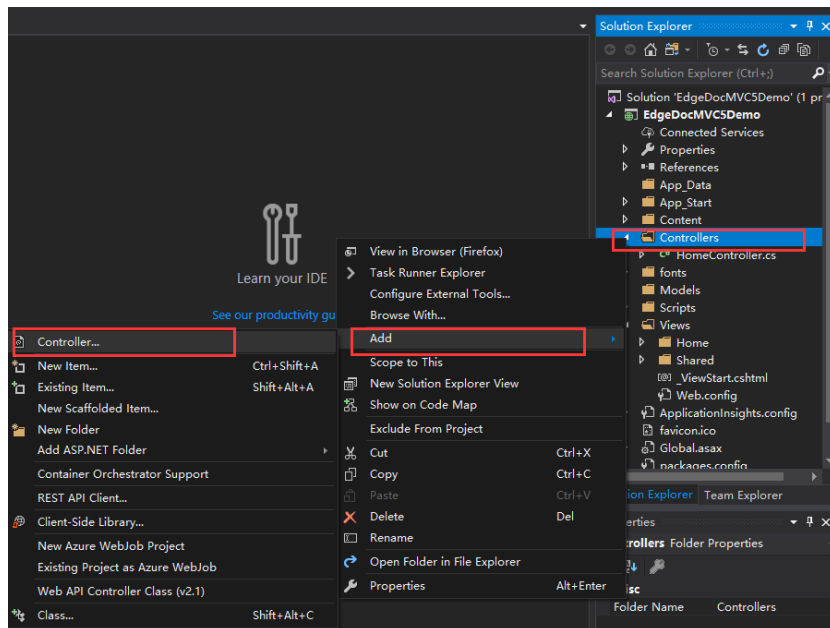 Solution Explorer
Search Solution Explorer (Ctrl+;)
Solution 'EdgeDocMVC5Demo' (1 pr
EdgeDocMVC5Demo
Connected Services
Properties
References
App_Data
App_Start
Content
Controllers
HomeController.cs
fonts
Models
Scripts
Views
Home
Shared
_ViewStart.cshtml
Web.config
ApplicationInsights.config
favicon.ico
Global.asax
packages.config
ion Explorer
Team Explorer
erties
trollers Folder Properties
isc
Folder Name Controllers
Learn your IDE
See our productivity gu
View in Browser (Firefox)
Task Runner Explorer
Configure External Tools...
Browse With...
Add
Scope to This
New Solution Explorer View
Show on Code Map
Exclude From Project
Cut Ctrl+X
Copy Ctrl+C
Paste Ctrl+V
Delete Del
Rename
Open Folder in File Explorer
Properties Alt+Enter
Controller...
New Item... Ctrl+Shift+A
Existing Item... Shift+Alt+A
New Scaffolded Item...
New Folder
Add ASP.NET Folder
Container Orchestrator Support
REST API Client...
Client-Side Library...
New Azure WebJob Project
Existing Project as Azure WebJob
Web API Controller Class (v2.1)
Class... Shift+Alt+C